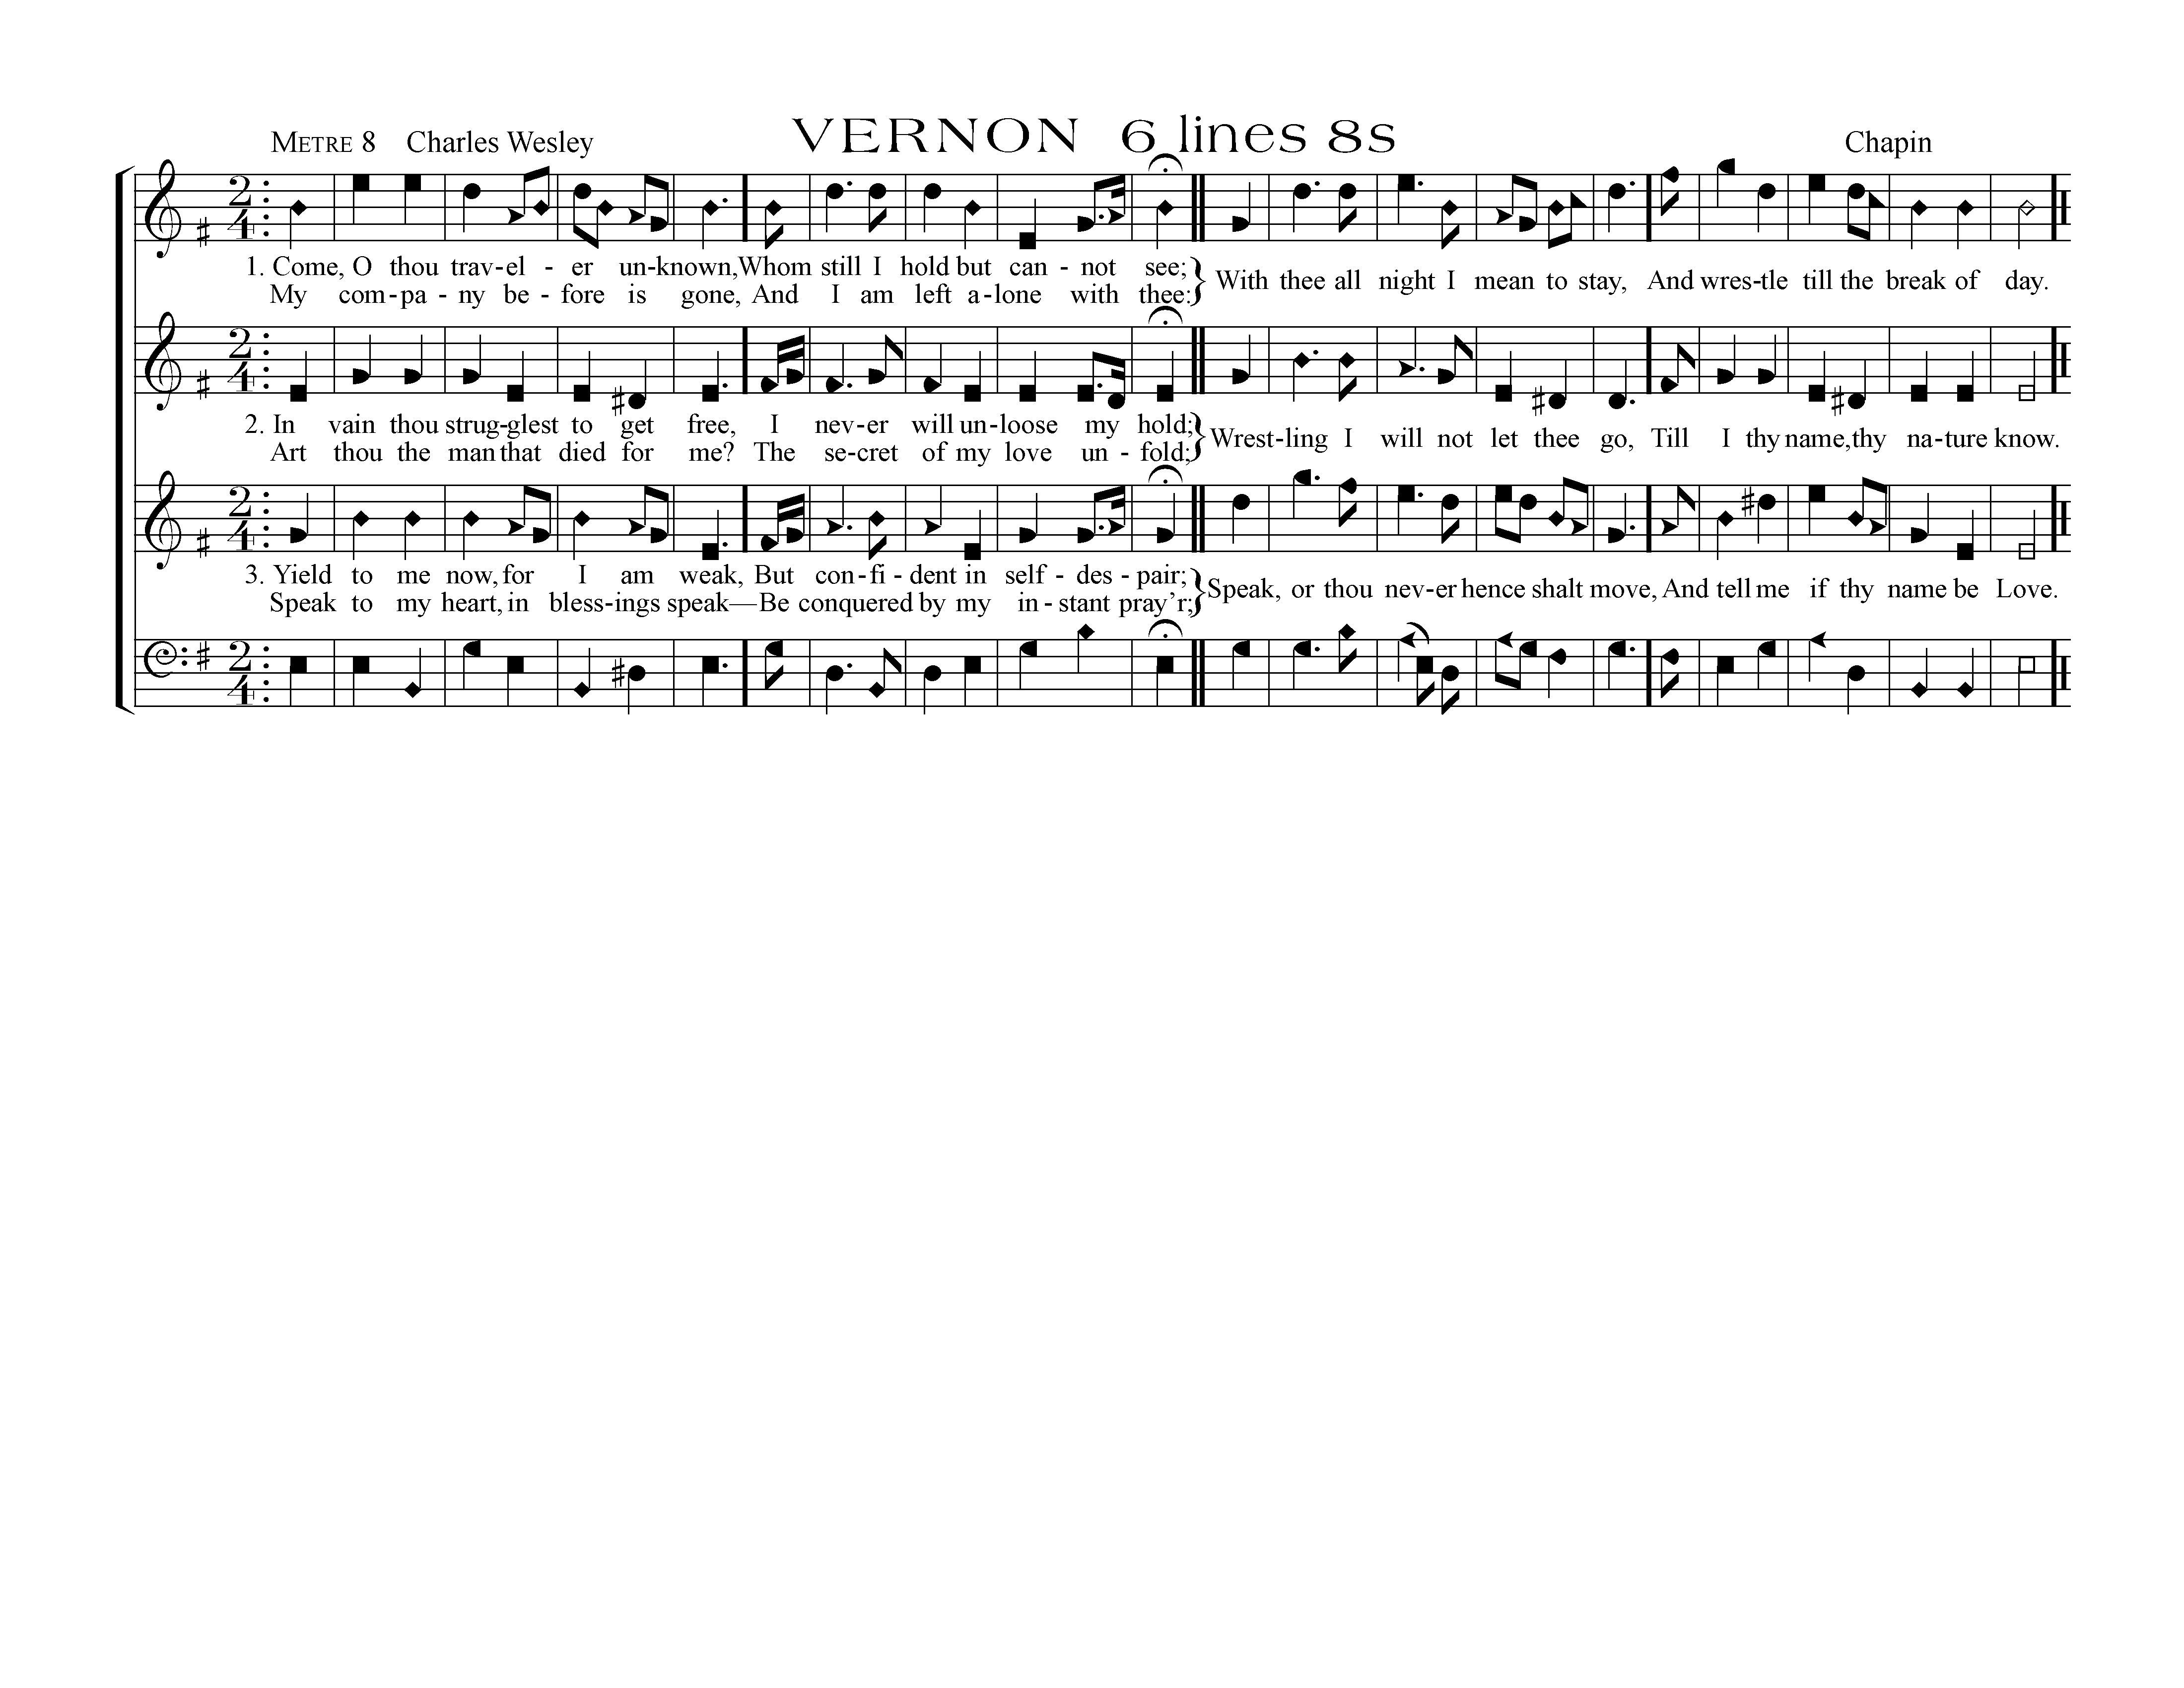 METRE 8 Charles Wesley VERNON 6 lines 8s Chapin
2 4
1. Come, O thou trav-el - er un-known, Whom still I hold but can - not see; } With thee all night I mean to stay, And wres-tle till the break of day.
My com-pa - ny be - fore is gone, And I am left a-lone with thee:
2 4
2. In vain thou strug-glest to get free, I nev-er will un-loose my hold; } Wrest-ling I will not let thee go, Till I thy name, thy na-ture know.
Art thou the man that died for me? The se-cret of my love un - fold;
2 4
3. Yield to me now, for I am weak, But con-fi-dent in self - des - pair; } Speak, or thou nev-er hence shalt move, And tell me if thy name be Love.
Speak to my heart, in bless-ings speak—Be conquered by my in - stant pray'r;
2 4